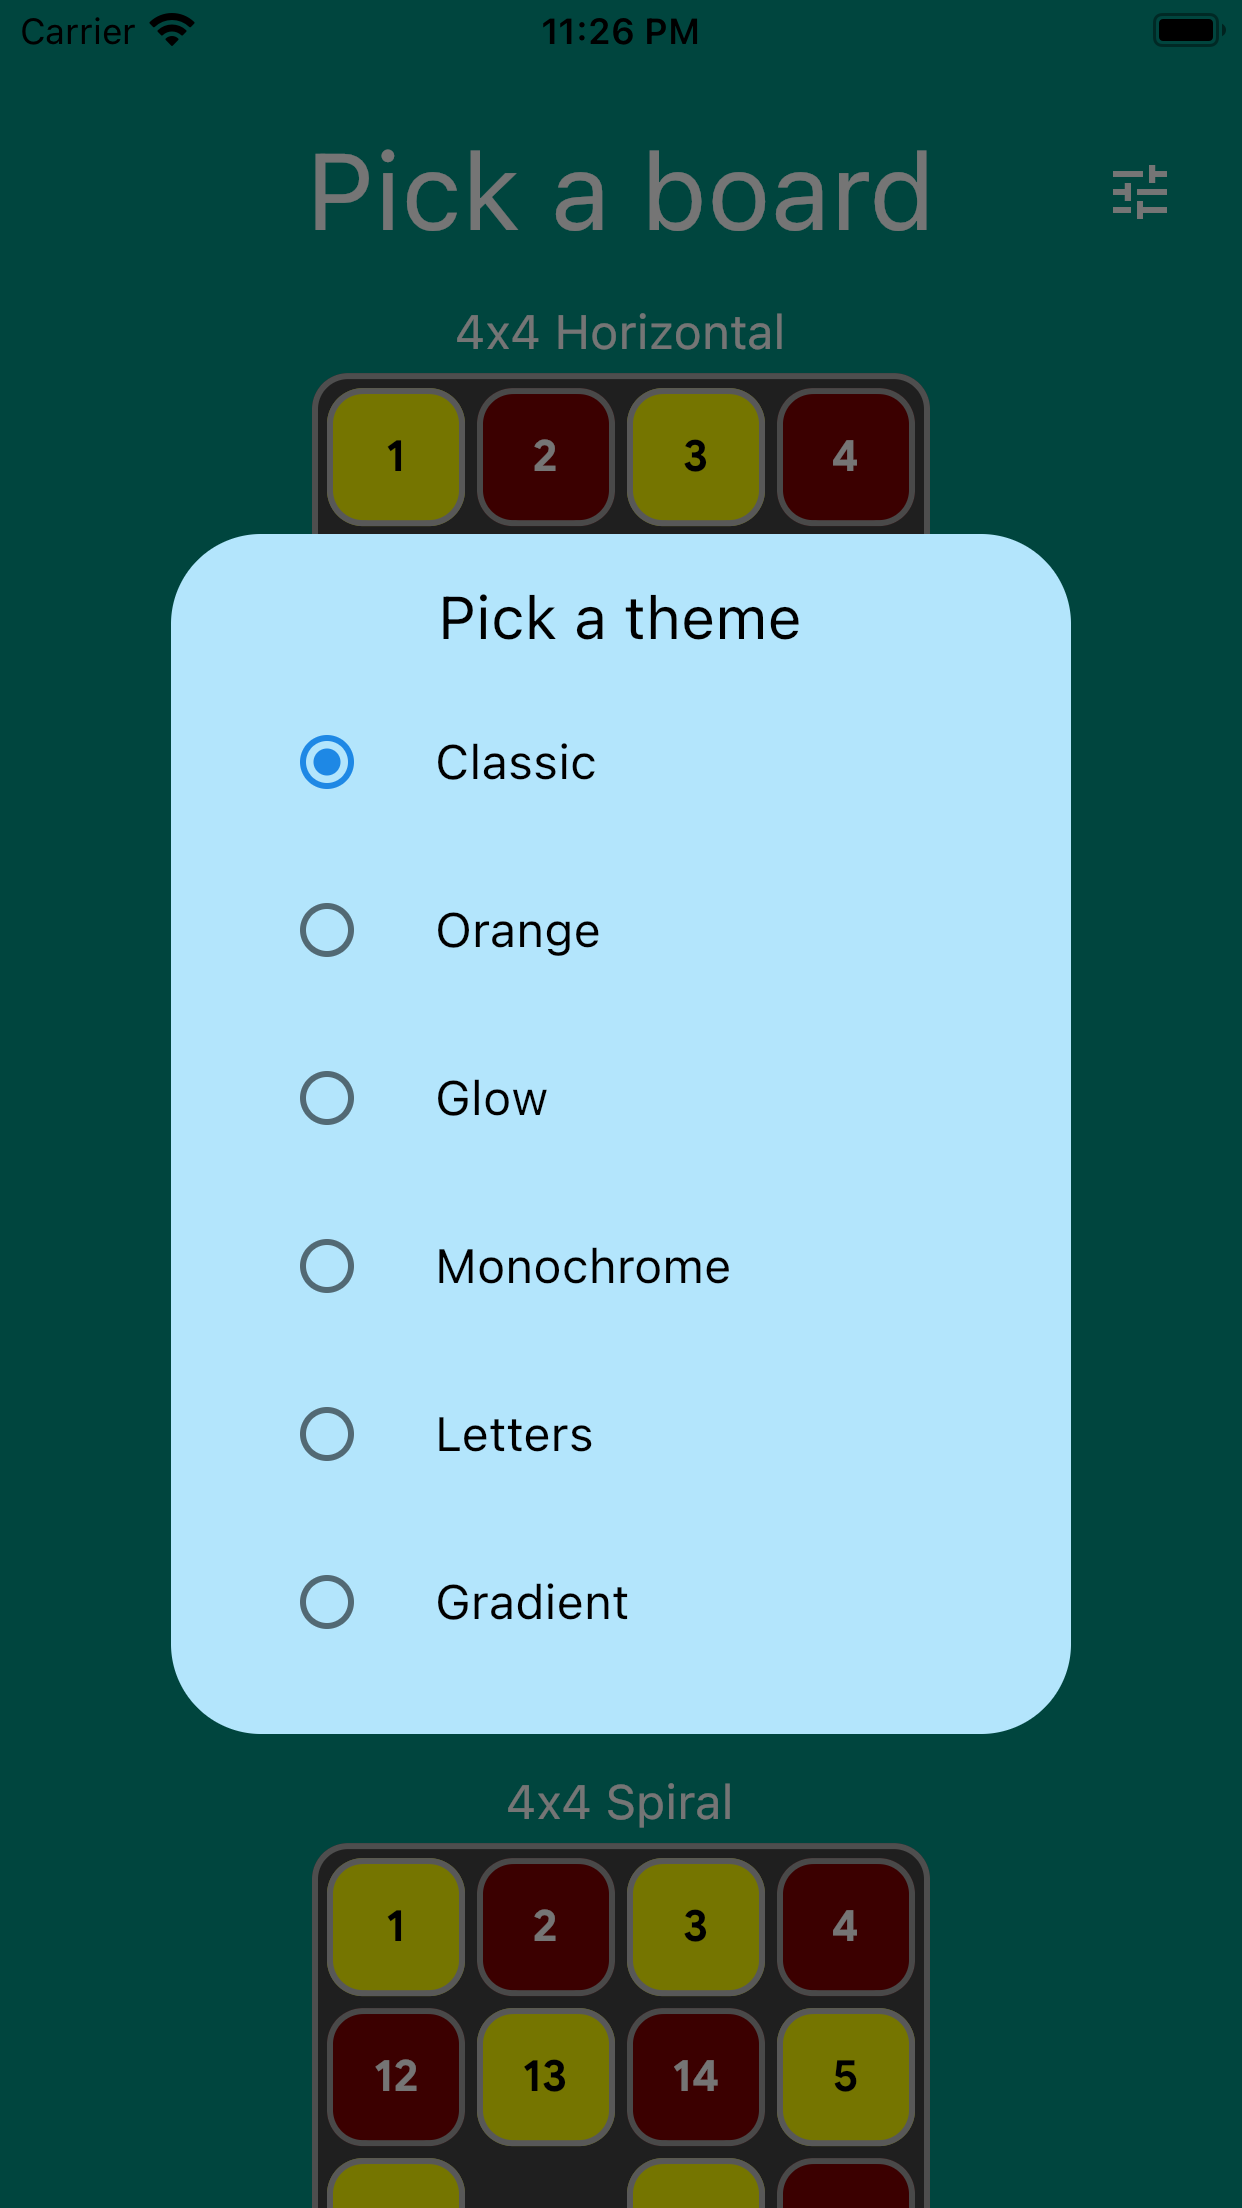 Carrier 11:26 PM
Pick a board
4x4 Horizontal
1 2 3 4
Pick a theme
Classic
Orange
Glow
Monochrome
Letters
Gradient
4x4 Spiral
1 2 3 4
12 13 14 5